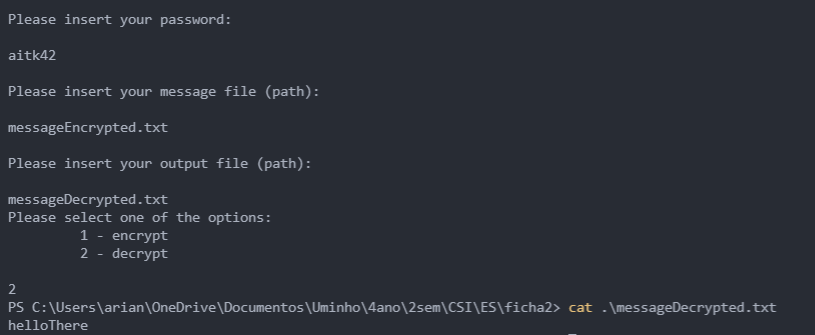 Please insert your password:
aitk42
Please insert your message file (path):
messageEncrypted.txt
Please insert your output file (path):
messageDecrypted.txt
Please select one of the options:
1 - encrypt
2 - decrypt
2
PS C:\Users\arian\OneDrive\Documentos\Uminho\4ano\2sem\CSI\ES\ficha2> cat .\messageDecrypted.txt
helloThere